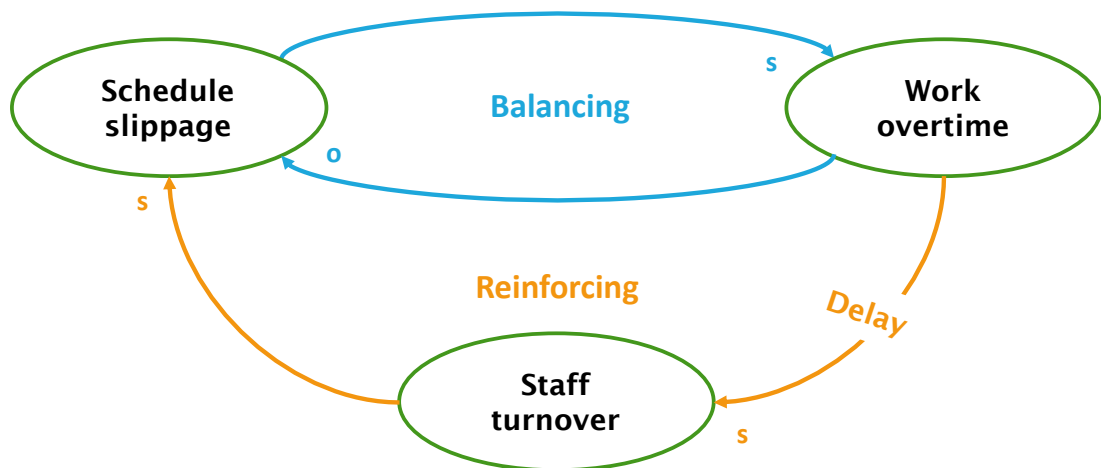 Schedule
slippage
s
Balancing
o
Work
overtime
s
Reinforcing
Delay
Staff
turnover
s